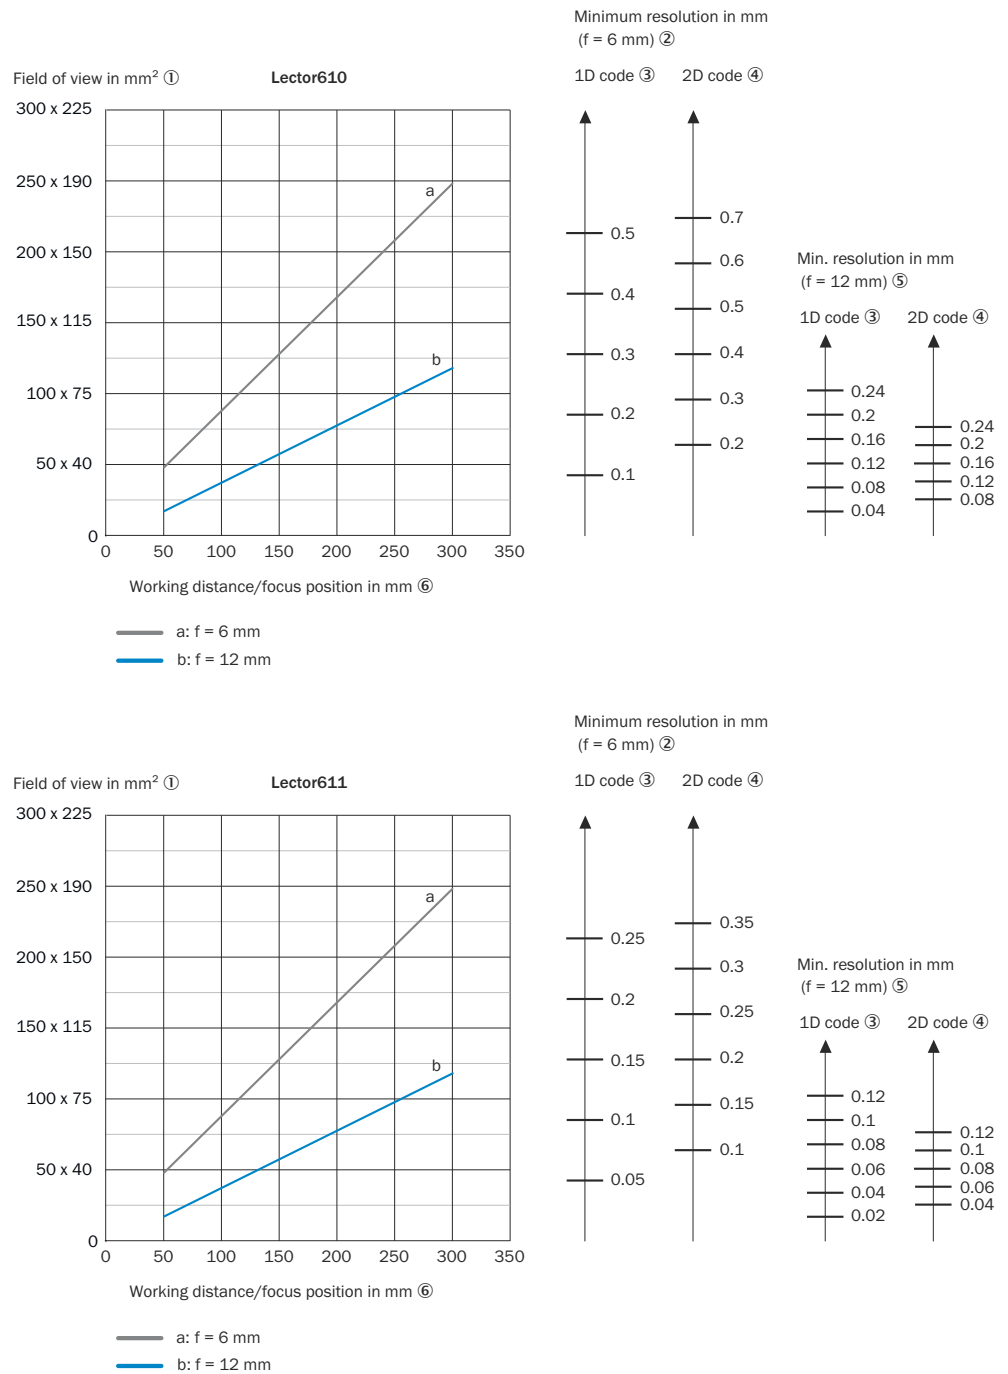 Minimum resolution in mm
(f = 6 mm) ②
1D code ③ 2D code ④
Field of view in mm² ① Lector610
300 x 225
250 x 190
200 x 150
150 x 115
100 x 75
50 x 40
0
a
b
0 50 100 150 200 250 300 350
Working distance/focus position in mm ⑥
a: f = 6 mm
b: f = 12 mm
0.5
0.4
0.3
0.2
0.1
0.7
0.6
0.5
0.4
0.3
0.2
Min. resolution in mm
(f = 12 mm) ⑤
1D code ③ 2D code ④
0.24
0.2
0.16
0.12
0.08
0.04
0.24
0.2
0.16
0.12
0.08
Minimum resolution in mm
(f = 6 mm) ②
1D code ③ 2D code ④
Field of view in mm² ① Lector611
300 x 225
250 x 190
200 x 150
150 x 115
100 x 75
50 x 40
0
a
b
0 50 100 150 200 250 300 350
Working distance/focus position in mm ⑥
a: f = 6 mm
b: f = 12 mm
0.25
0.2
0.15
0.1
0.05
0.35
0.3
0.25
0.2
0.15
0.1
Min. resolution in mm
(f = 12 mm) ⑤
1D code ③ 2D code ④
0.12
0.1
0.08
0.06
0.04
0.02
0.12
0.1
0.08
0.06
0.04